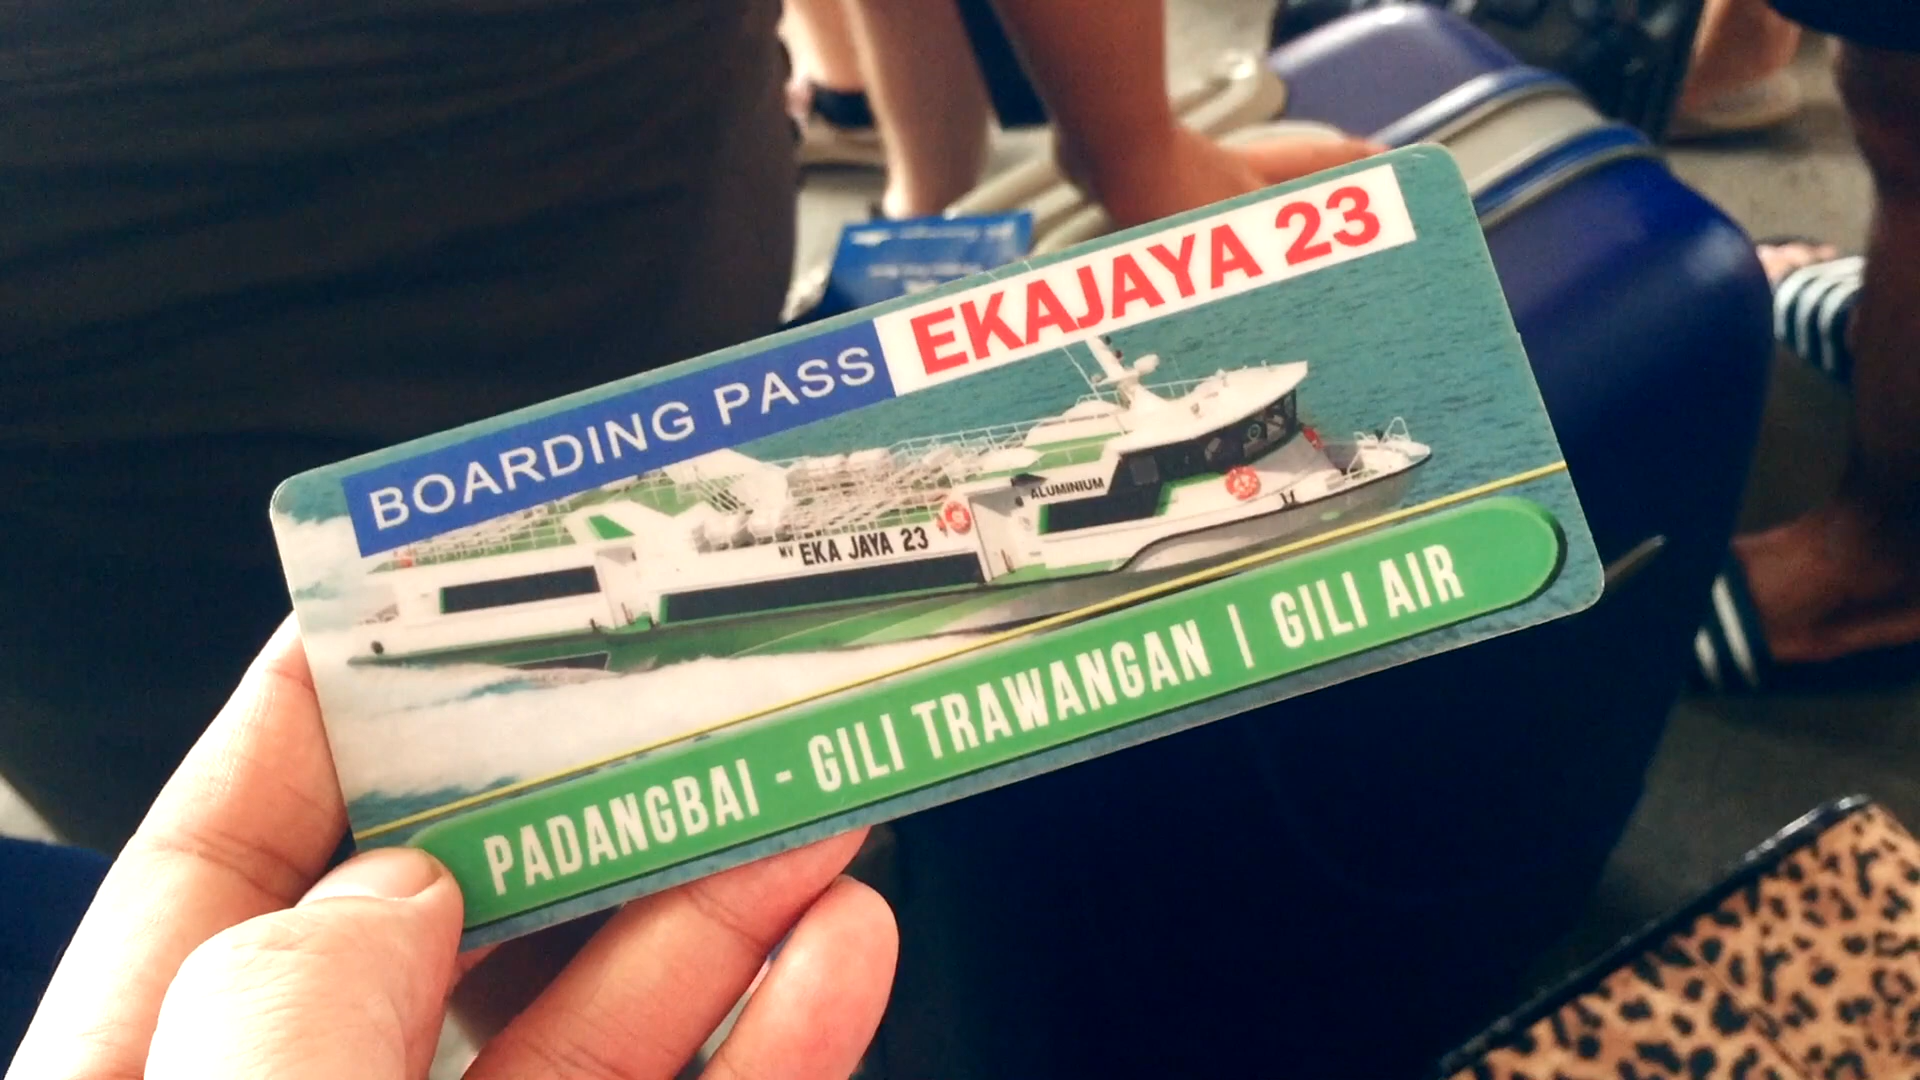 BOARDING PASS EKAJAYA 23
ALUMINIUM
MV EKA JAYA 23
PADANGBAI - GILI TRAWANGAN | GILI AIR